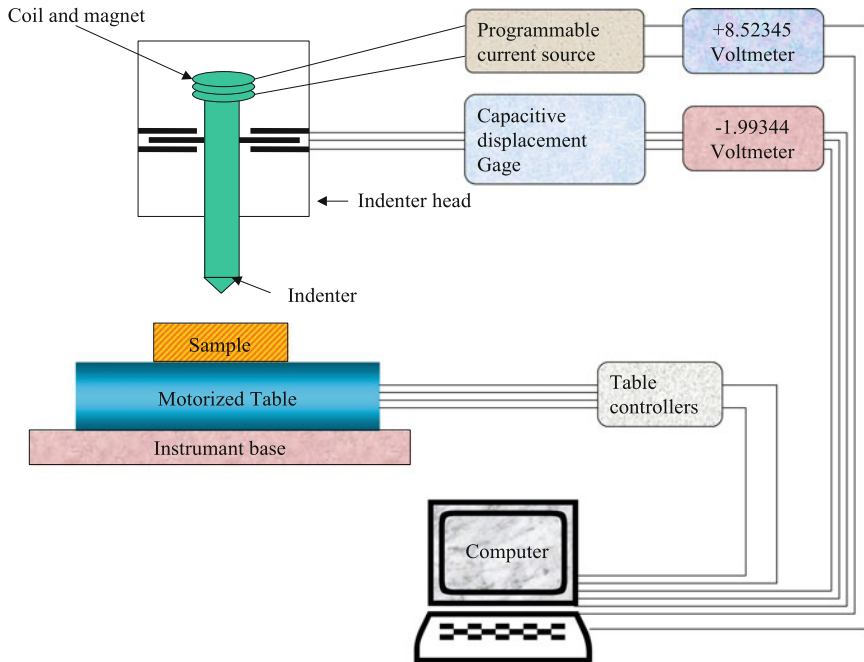 Coil and magnet
Programmable
current source
+8.52345
Voltmeter
Capacitive
displacement
Gage
-1.99344
Voltmeter
Indenter head
Indenter
Sample
Motorized Table
Table
controllers
Instrumant base
Computer